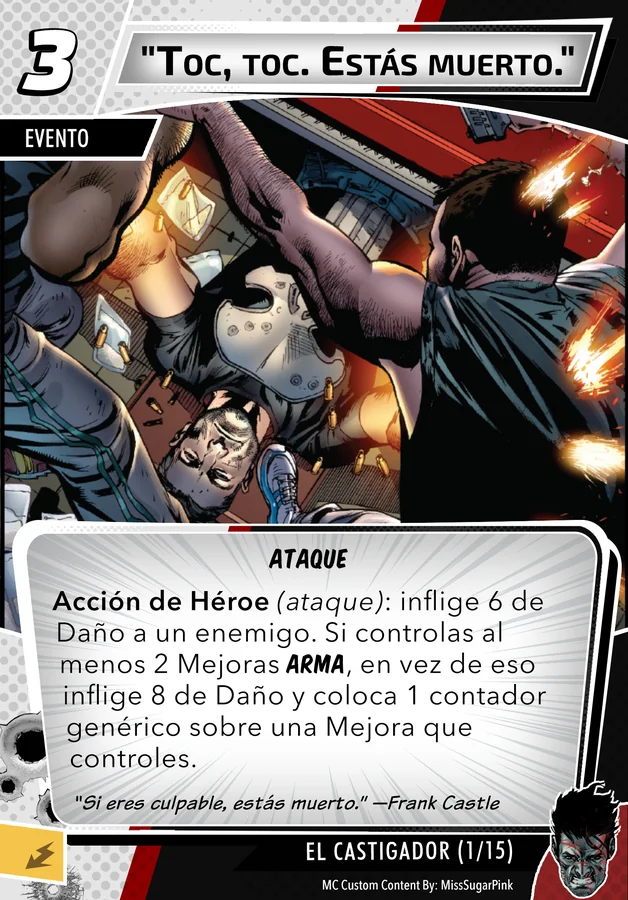 3
"Toc, toc. Estás muerto."
EVENTO
ATAQUE
Acción de Héroe (ataque): inflige 6 de
Daño a un enemigo. Si controlas al
menos 2 Mejoras ARMA, en vez de eso
inflige 8 de Daño y coloca 1 contador
genérico sobre una Mejora que
controles.
"Si eres culpable, estás muerto." —Frank Castle
EL CASTIGADOR (1/15)
MC Custom Content By: MissSugarPink